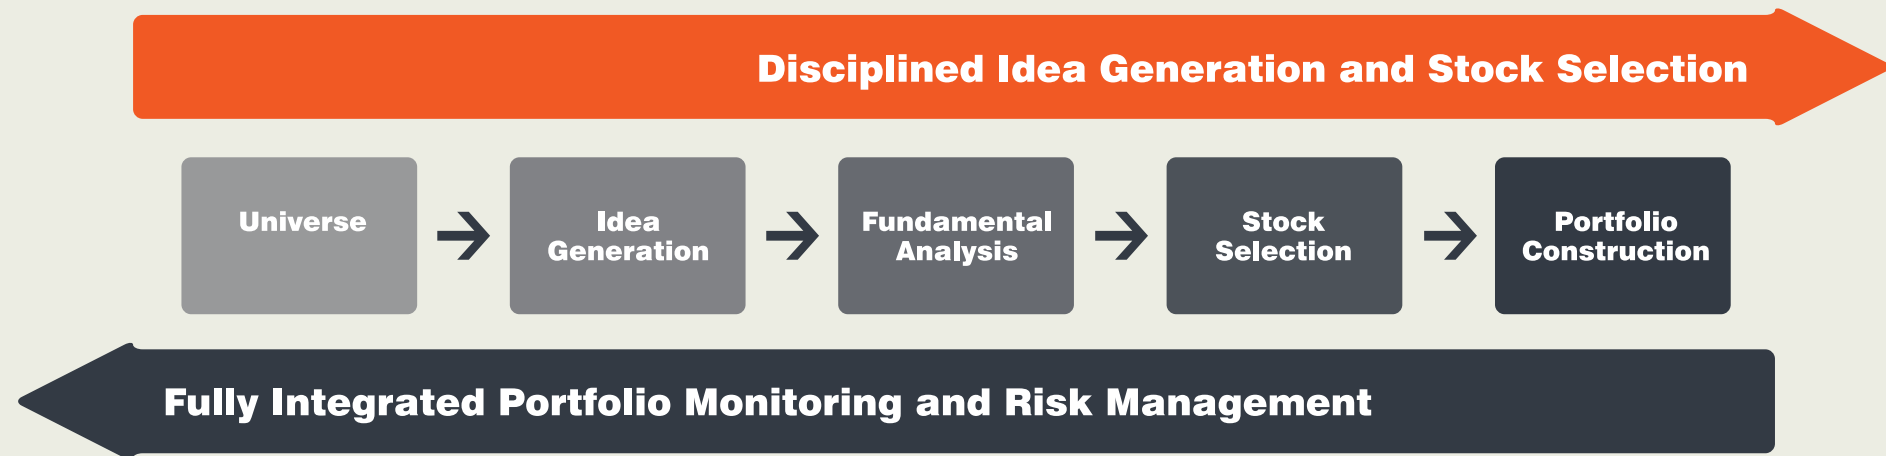 Disciplined Idea Generation and Stock Selection
Universe
Idea
Generation
Fundamental
Analysis
Stock
Selection
Portfolio
Construction
Fully Integrated Portfolio Monitoring and Risk Management